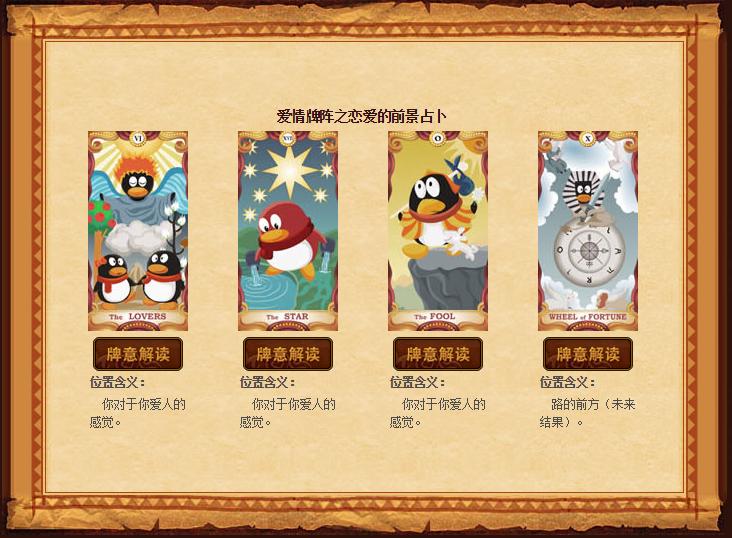 爱情牌阵之恋爱的前景占卜
VI
XVII
O
X
The LOVERS
The STAR
The FOOL
WHEEL of FORTUNE
牌意解读
牌意解读
牌意解读
牌意解读
位置含义：
你对于你爱人的
感觉。
位置含义：
你对于你爱人的
感觉。
位置含义：
你对于你爱人的
感觉。
位置含义：
路的前方（未来
结果）。